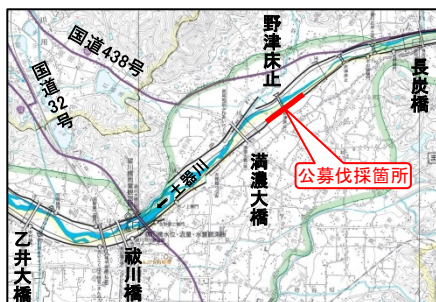 国道438号
国道32号
野津床止
長炭橋
公募伐採箇所
満濃大橋
←土器川
祓川橋
乙井大橋